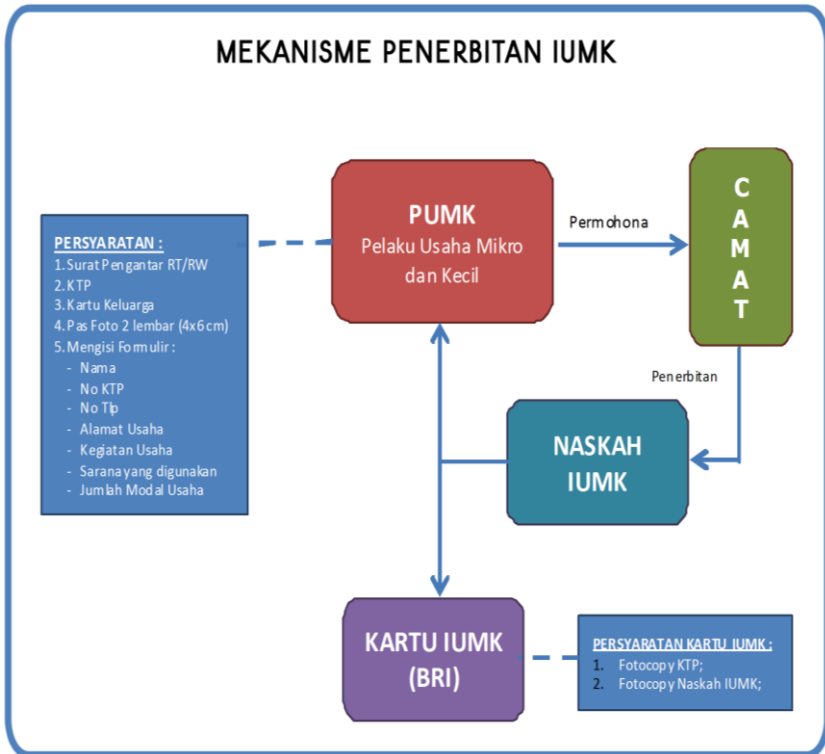 MEKANISME PENERBITAN IUMK
PUMK
Pelaku Usaha Mikro
dan Kecil
Permohona
C
A
M
A
T
PERSYARATAN :
1. Surat Pengantar RT/RW
2. KTP
3. Kartu Keluarga
4. Pas Foto 2 lembar (4x6 cm)
5. Mengisi Formulir :
- Nama
- No KTP
- No Tlp
- Alamat Usaha
- Kegiatan Usaha
- Sarana yang digunakan
- Jumlah Modal Usaha
Penerbitan
NASKAH
IUMK
KARTU IUMK
(BRI)
PERSYARATAN KARTU IUMK :
1. Fotocopy KTP;
2. Fotocopy Naskah IUMK;